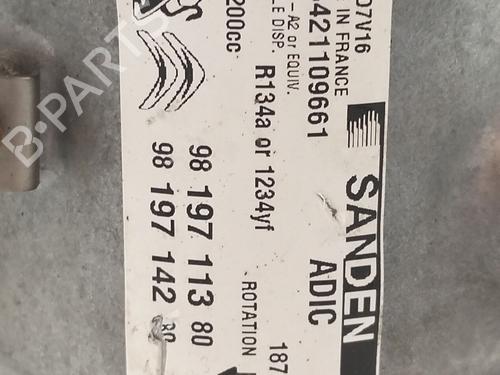 D7V16
IN FRANCE
421109661
SANDEN
ADIC
187
A2 or EQUIV.
LE DISP.
200cc
R134a or 1234yf
ROTATION
98 197 113 80
98 197 142 80
B-PARTS